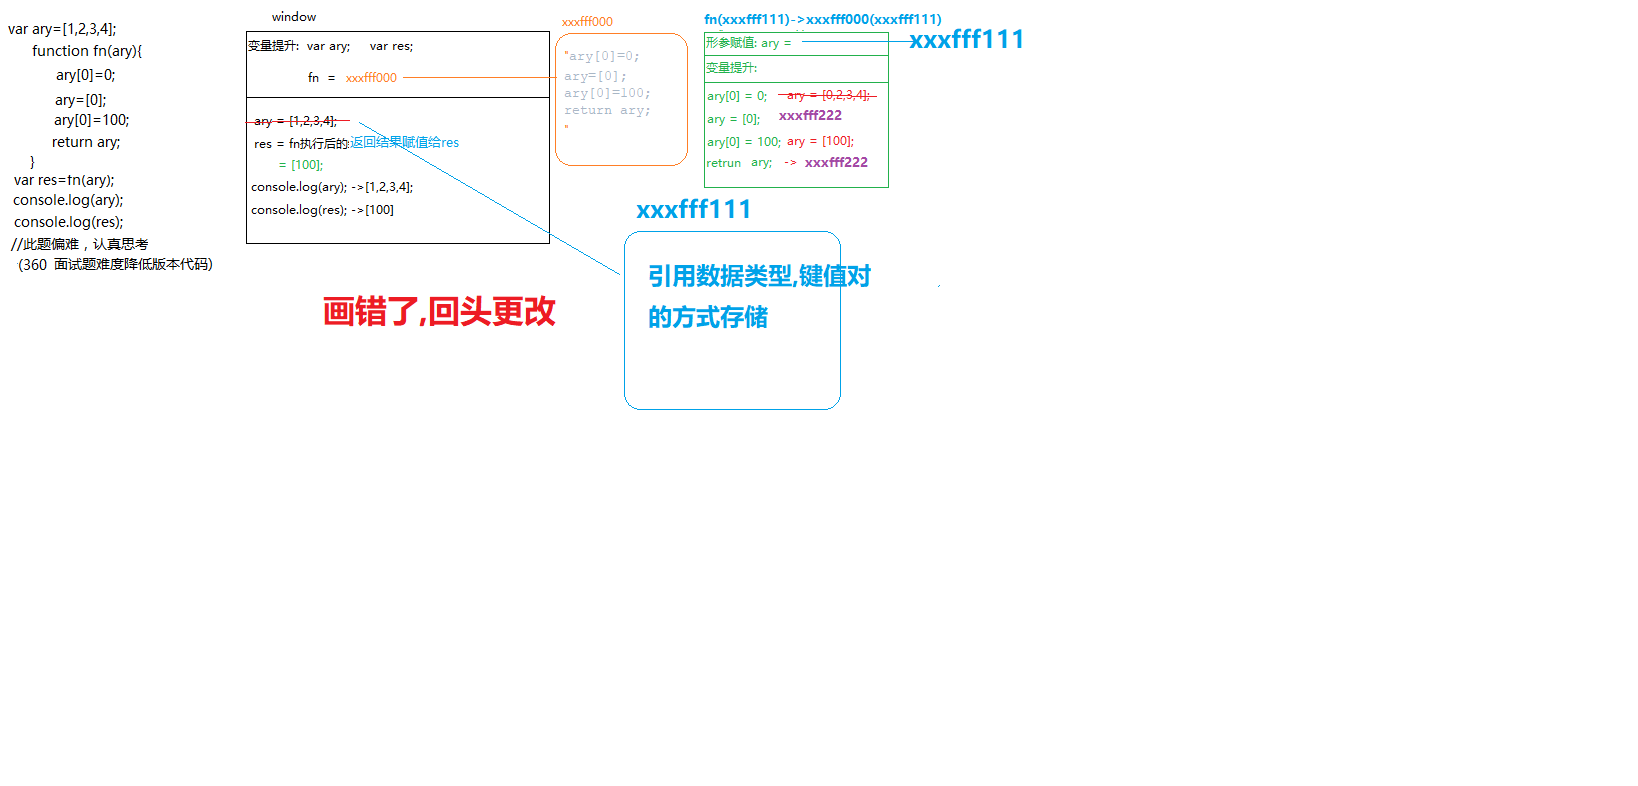 var ary=[1,2,3,4];
function fn(ary){
ary[0]=0;
ary=[0];
ary[0]=100;
return ary;
}
var res=fn(ary);
console.log(ary);
console.log(res);
//此题偏难，认真思考
(360 面试题难度降低版本代码)
window
变量提升: var ary; var res;
fn = xxxfff000
ary = [1,2,3,4];
res = fn执行后的:返回结果赋值给res
= [100];
console.log(ary); ->[1,2,3,4];
console.log(res); ->[100]
画错了,回头更改
xxxfff000
"ary[0]=0;
ary=[0];
ary[0]=100;
return ary;
"
fn(xxxfff111)->xxxfff000(xxxfff111)
形参赋值: ary = xxxfff111
变量提升:
ary[0] = 0; ary = [0,2,3,4];
ary = [0]; xxxfff222
ary[0] = 100; ary = [100];
retrun ary; -> xxxfff222
xxxfff111
引用数据类型,键值对
的方式存储